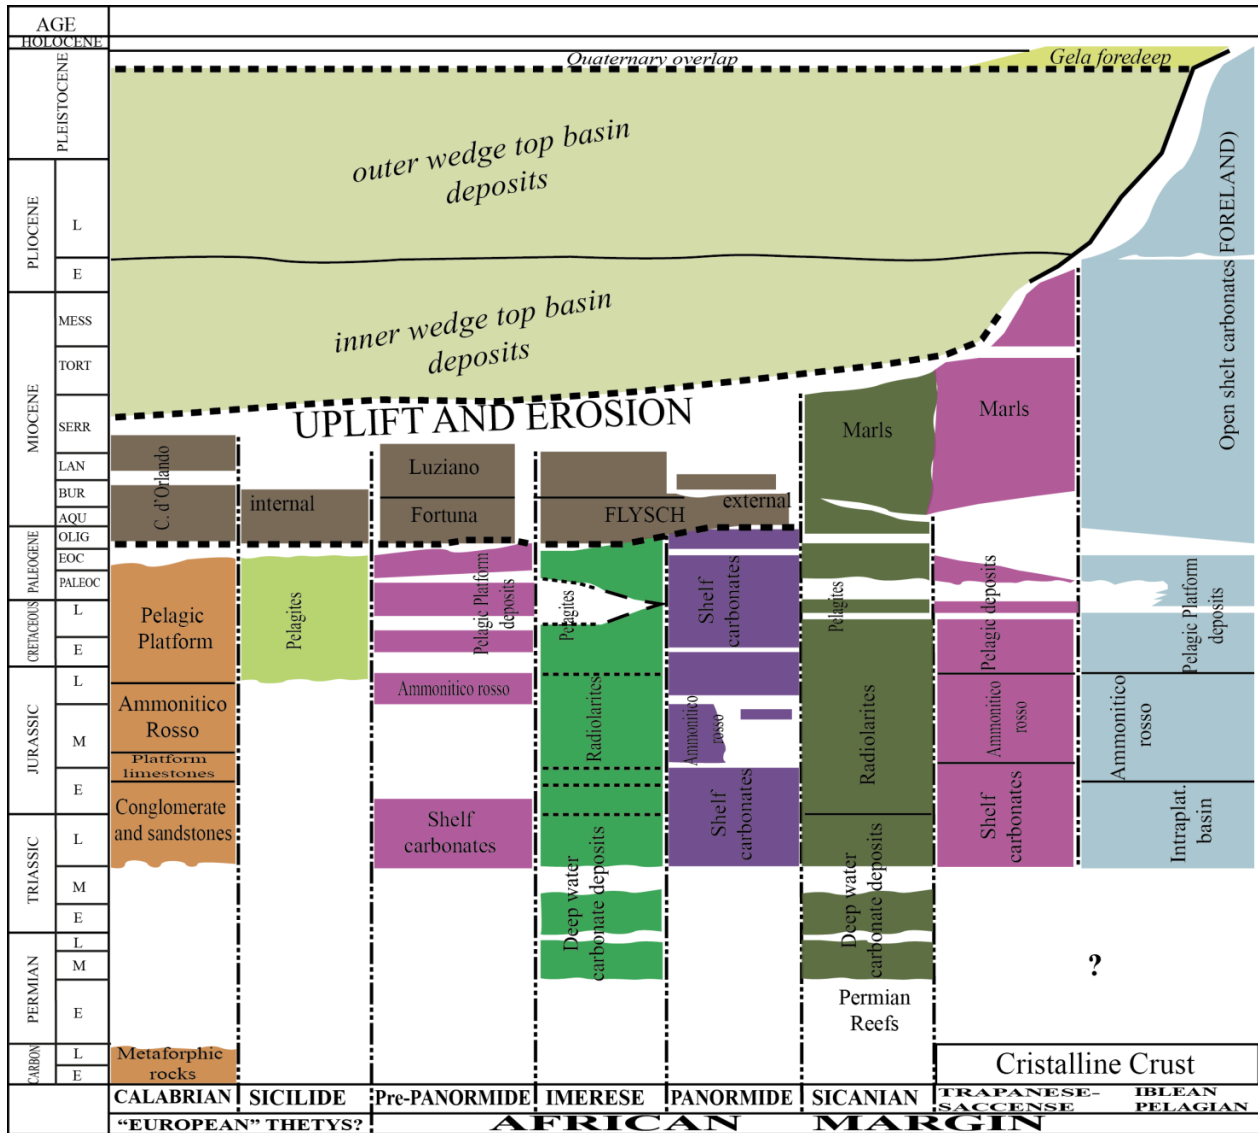 AGE
HOLOCENE
PLEISTOCENE
PLIOCENE
L
E
MIOCENE
MESS
TORT
SERR
LAN
BUR
AQU
PALEOGENE
OLIG
EOC
PALEOC
CRETACEOUS
L
E
JURASSIC
L
M
E
TRIASSIC
L
M
E
PERMIAN
L
M
E
CARBON
L
E
Quaternary overlap
Gela foredeep
outer wedge top basin
deposits
inner wedge top basin
deposits
UPLIFT AND EROSION
C. d'Orlando
Pelagic
Platform
Ammonitico
Rosso
Platform
limestones
Conglomerate
and sandstones
Metaforphic
rocks
internal
Pelagites
Luziano
Fortuna
Pelagic Platform
deposits
Ammonitico rosso
Shelf
carbonates
FLYSCH
Pelagites
Radiolarites
Deep water
carbonate deposits
external
Shelf
carbonates
Ammonitico
rosso
Shelf
carbonates
Marls
Pelagites
Radiolarites
Deep water
carbonate deposits
Permian
Reefs
Marls
Pelagic deposits
Ammonitico
rosso
Shelf
carbonates
Open shelt carbonates FORELAND)
Pelagic Platform
deposits
Ammonitico
rosso
Intraplat.
basin
?
Cristalline Crust
CALABRIAN
SICILIDE
Pre-PANORMIDE
IMERESE
PANORMIDE
SICANIAN
TRAPANESE-
SACCENSE
IBLEAN
PELAGIAN
"EUROPEAN" THETYS?
AFRICAN MARGIN